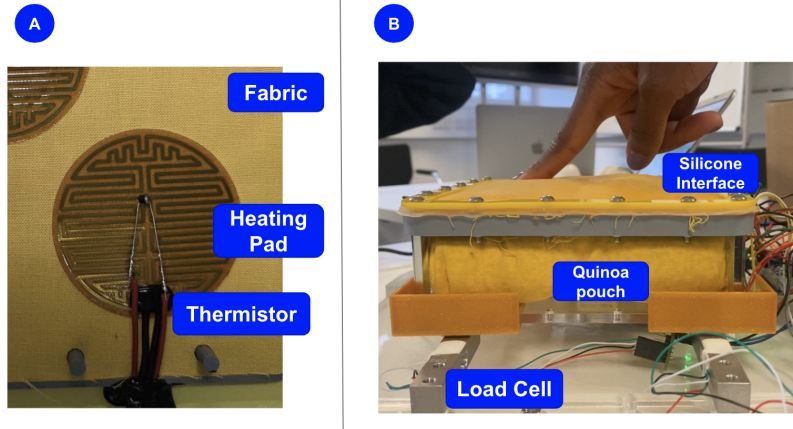 A
B
Fabric
Heating
Pad
Thermistor
Silicone
Interface
Quinoa
pouch
Load Cell